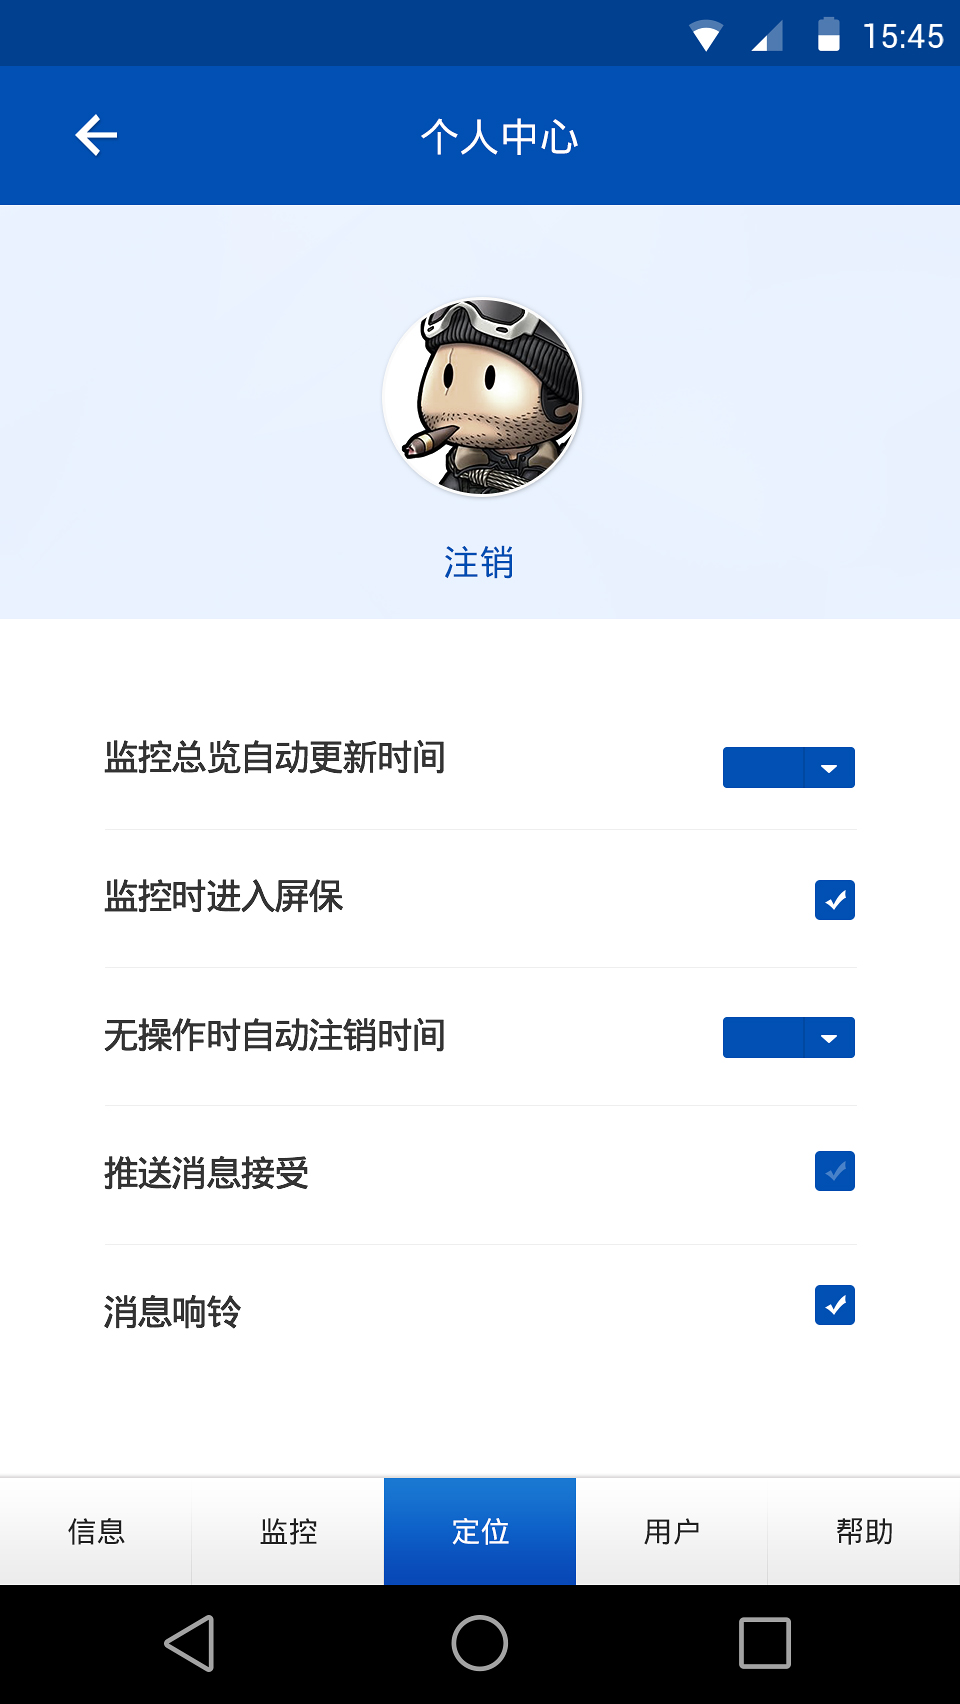 15:45
个人中心
注销
监控总览自动更新时间
监控时进入屏保
无操作时自动注销时间
推送消息接受
消息响铃
信息 监控 定位 用户 帮助